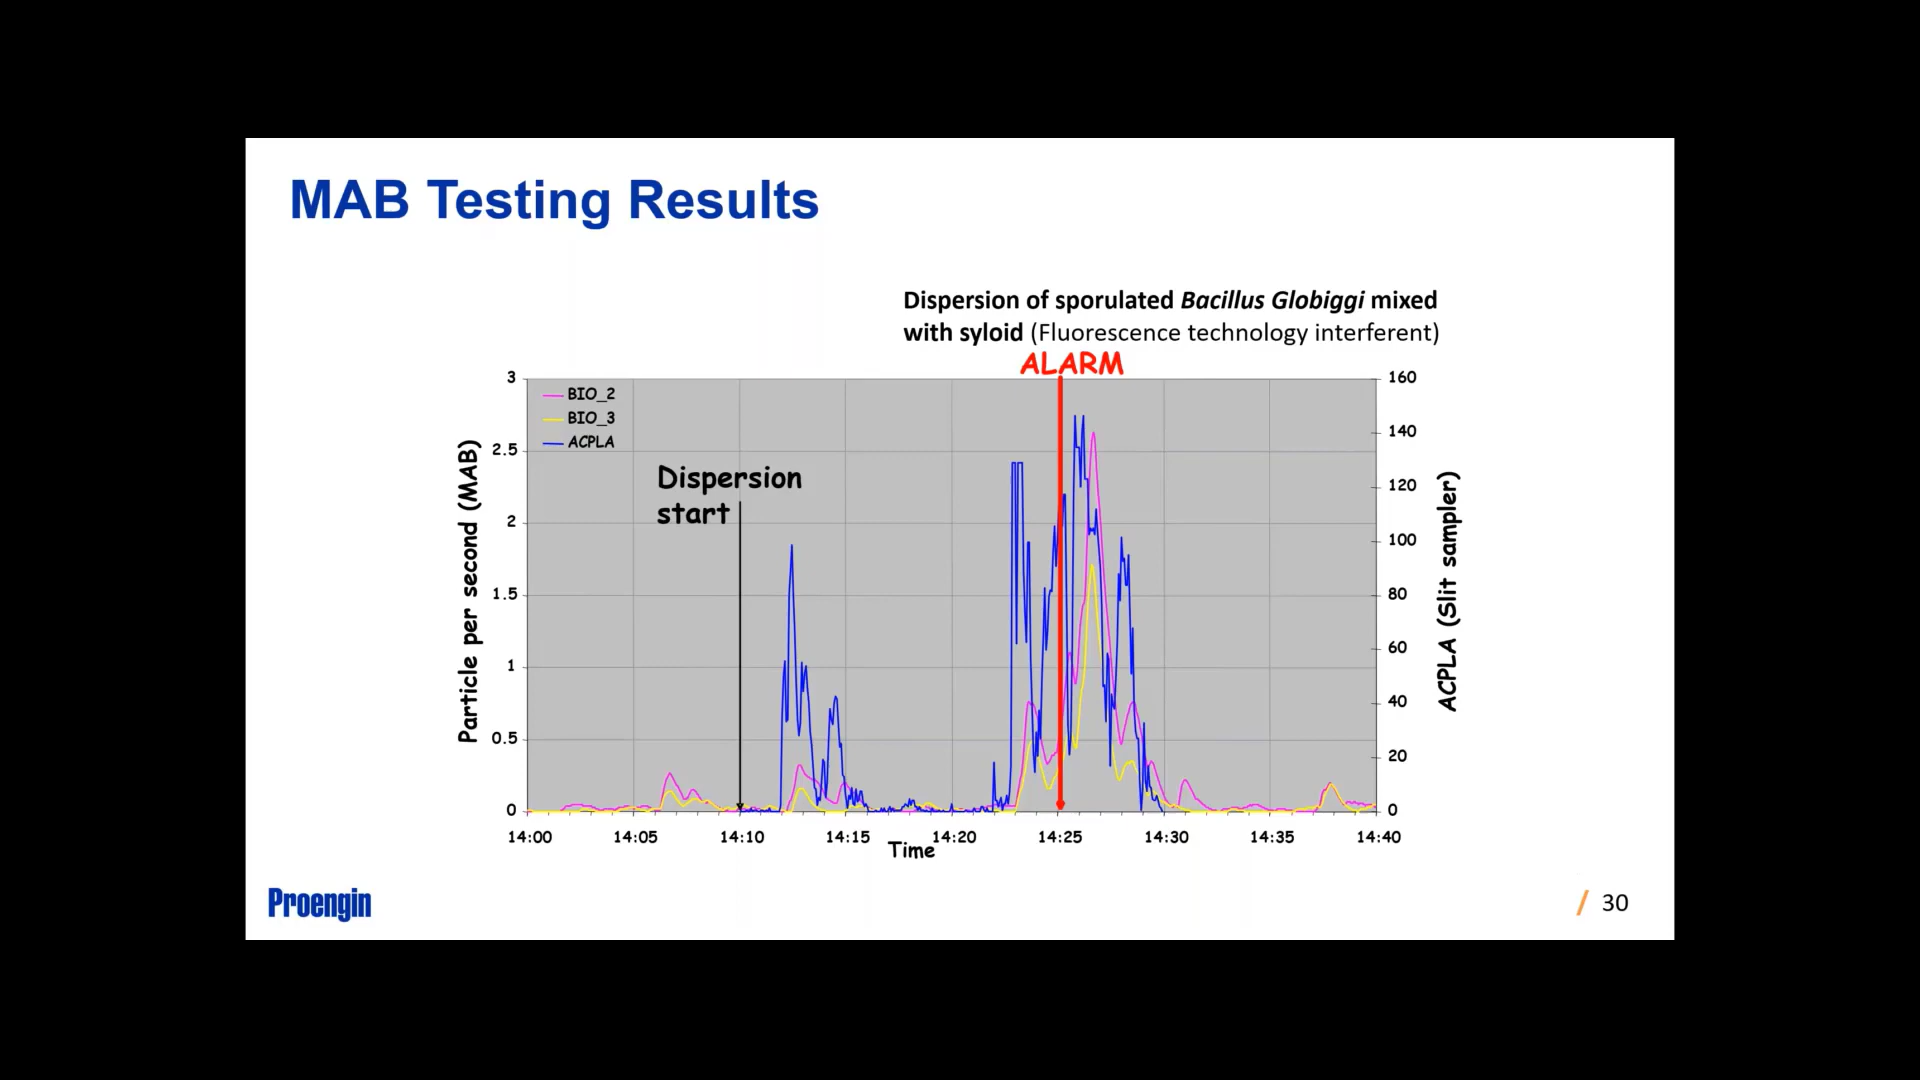 MAB Testing Results
Dispersion of sporulated Bacillus Globiggi mixed
with syloid (Fluorescence technology interferent)
ALARM
BIO_2
BIO_3
ACPLA
Dispersion
start
Particle per second (MAB)
3
2.5
2
1.5
1
0.5
0
160
140
120
100
80
60
40
20
0
ACPLA (Slit sampler)
14:00 14:05 14:10 14:15 14:20 14:25 14:30 14:35 14:40
Time
Proengin
/ 30